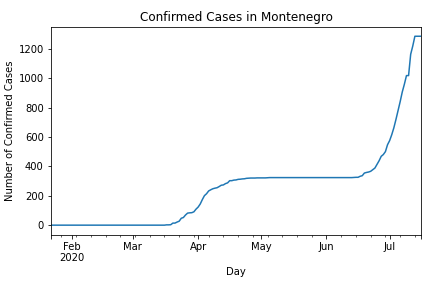 Confirmed Cases in Montenegro
Number of Confirmed Cases
1200
1000
800
600
400
200
0
Feb Mar Apr May Jun Jul
2020
Day